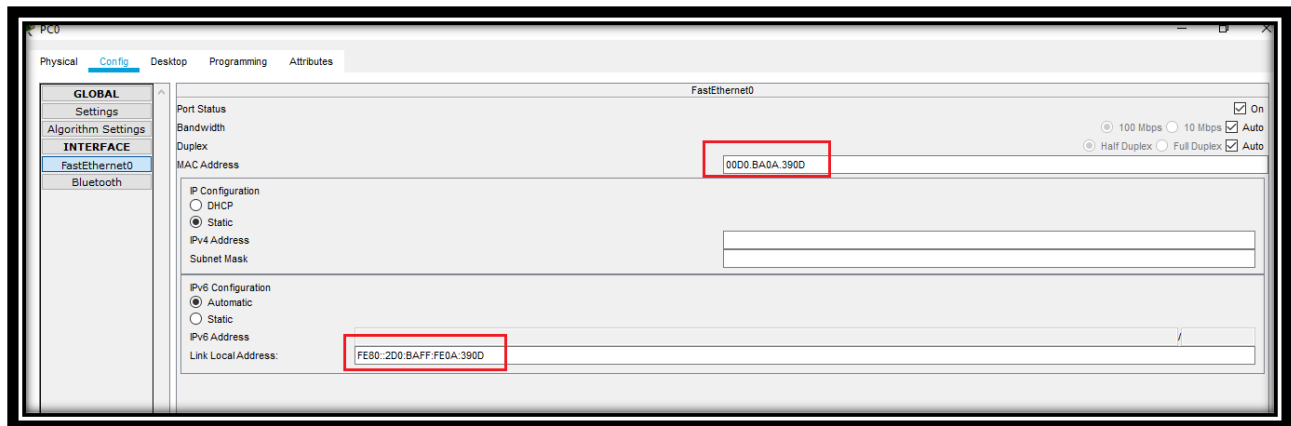 PC0
Physical Config Desktop Programming Attributes
GLOBAL
Settings
Algorithm Settings
INTERFACE
FastEthernet0
Bluetooth
FastEthernet0
Port Status On
Bandwidth 100 Mbps 10 Mbps Auto
Duplex Half Duplex Full Duplex Auto
MAC Address 00D0.BA0A.390D
IP Configuration
DHCP
Static
IPv4 Address
Subnet Mask
IPv6 Configuration
Automatic
Static
IPv6 Address /
Link Local Address: FE80::2D0:BAFF:FE0A:390D